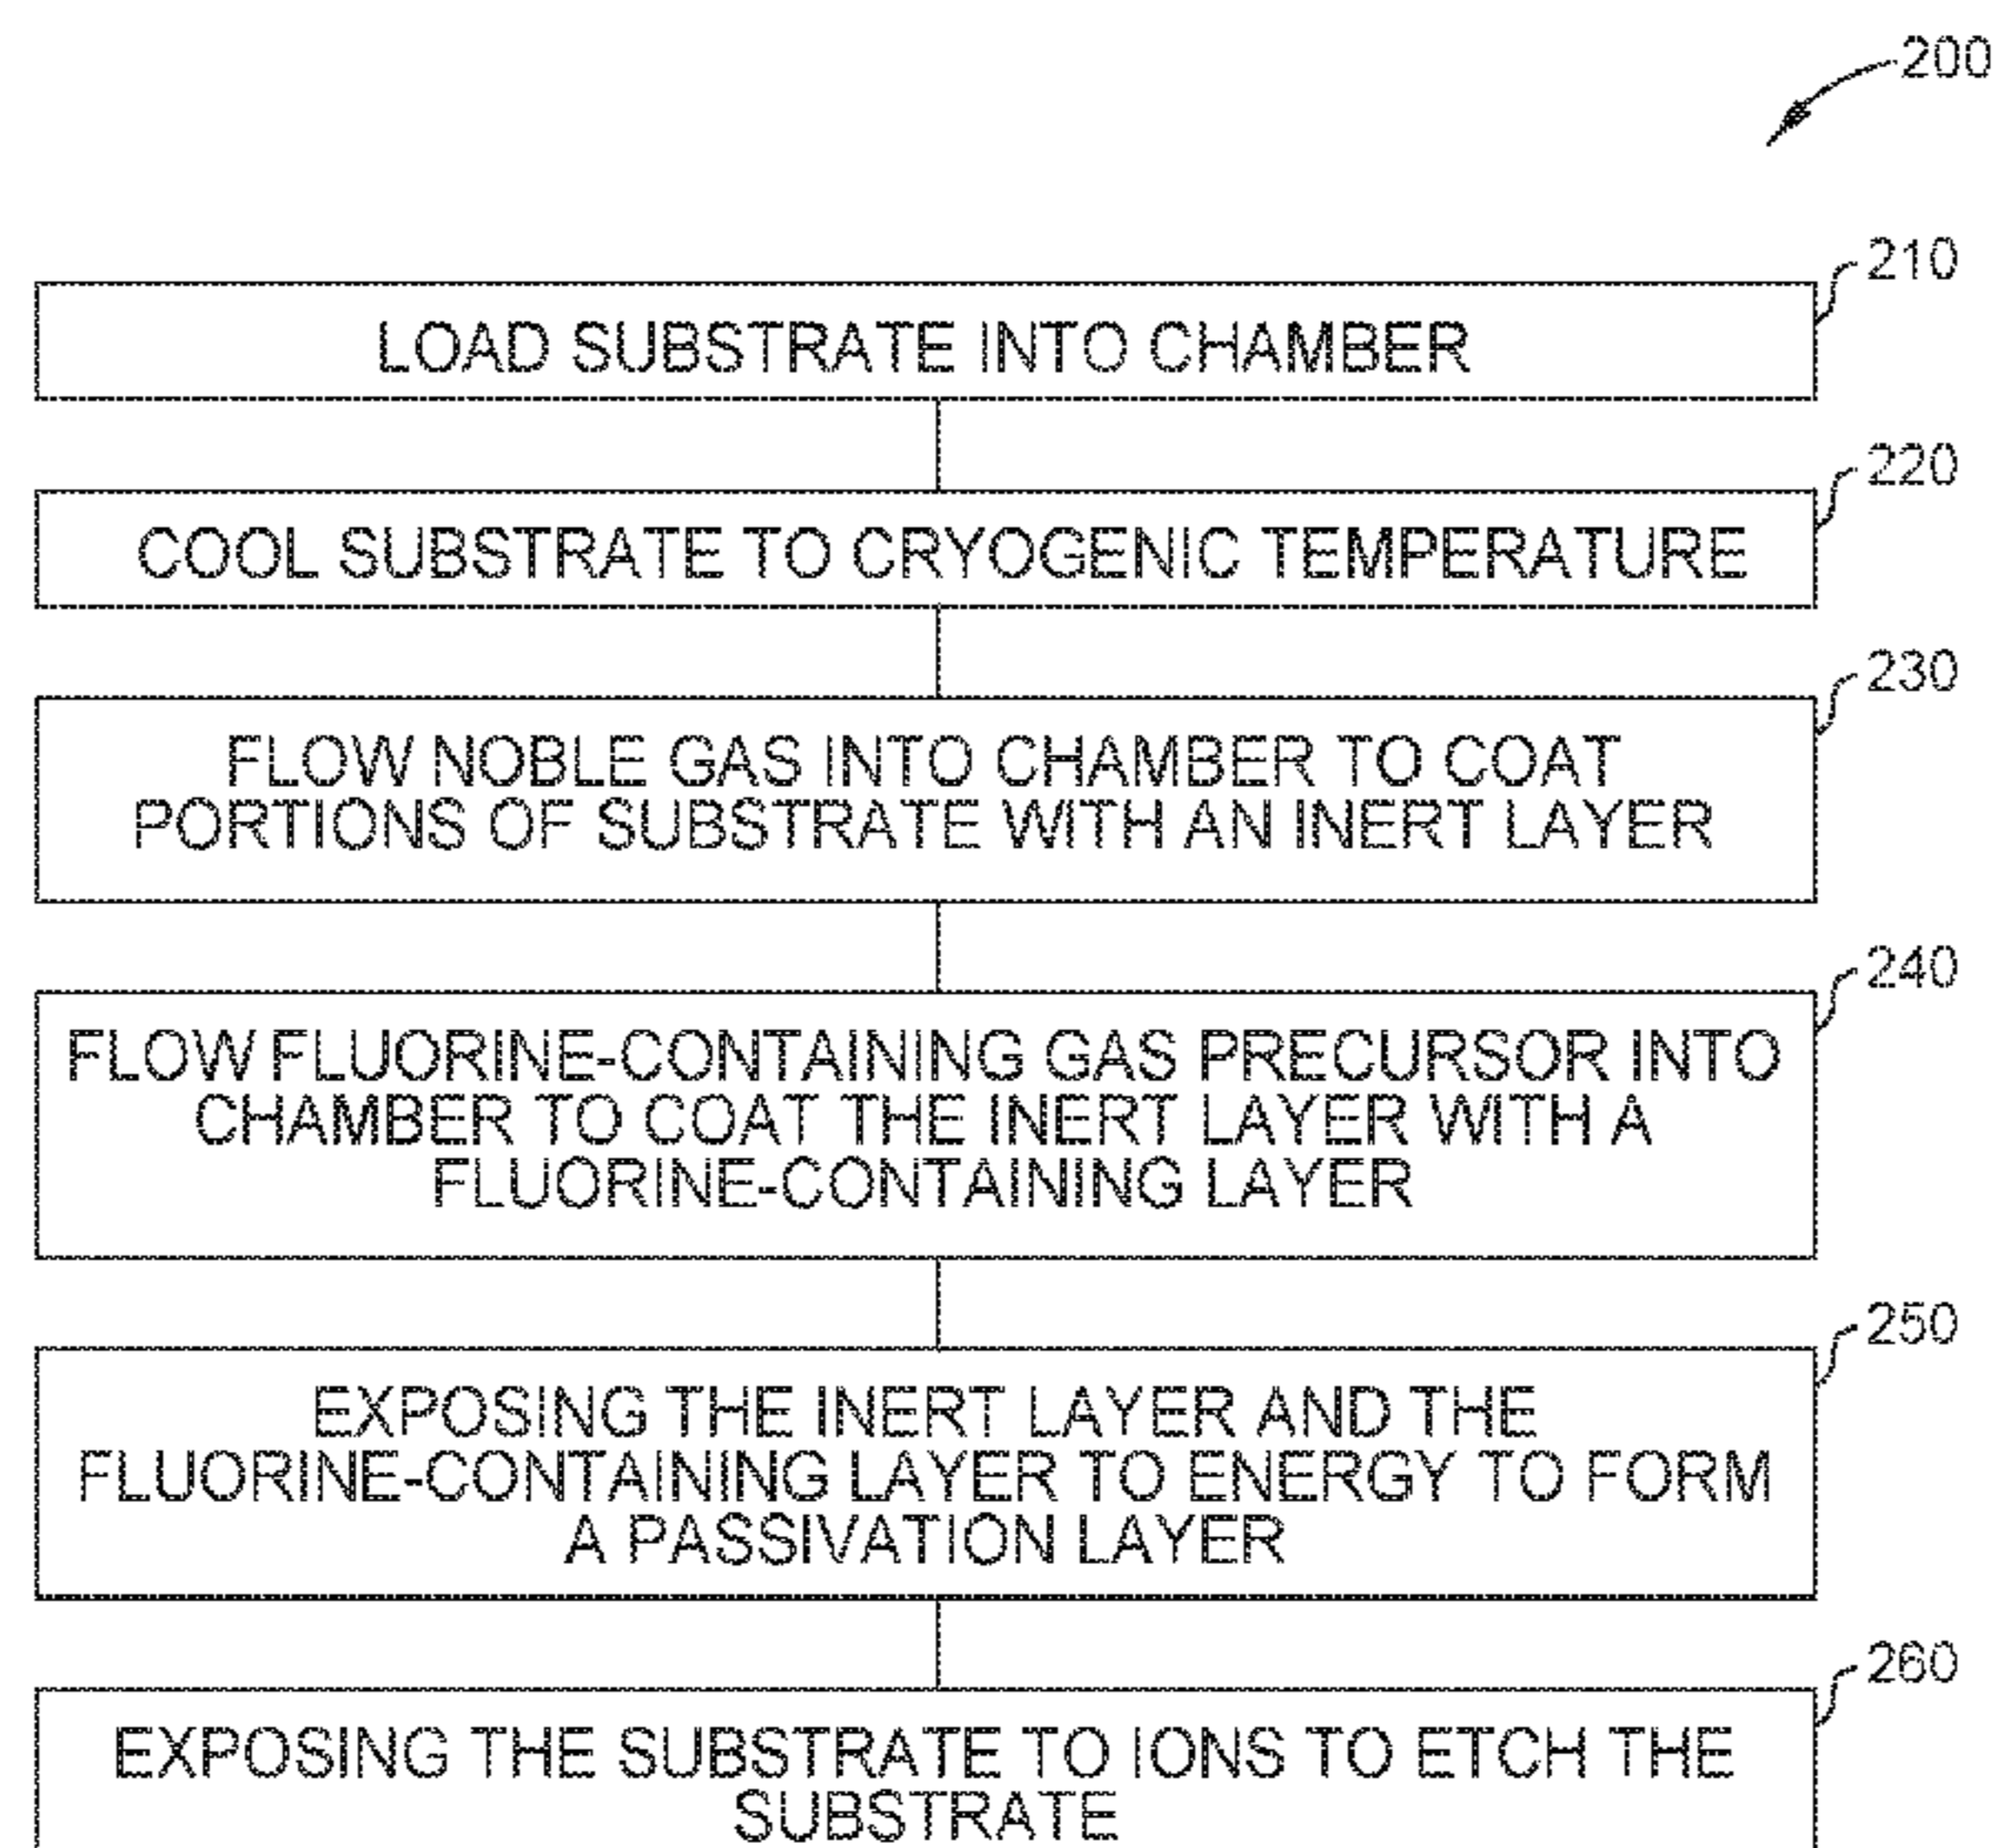 200
210
LOAD SUBSTRATE INTO CHAMBER
220
COOL SUBSTRATE TO CRYOGENIC TEMPERATURE
230
FLOW NOBLE GAS INTO CHAMBER TO COAT
PORTIONS OF SUBSTRATE WITH AN INERT LAYER
240
FLOW FLUORINE-CONTAINING GAS PRECURSOR INTO
CHAMBER TO COAT THE INERT LAYER WITH A
FLUORINE-CONTAINING LAYER
250
EXPOSING THE INERT LAYER AND THE
FLUORINE-CONTAINING LAYER TO ENERGY TO FORM
A PASSIVATION LAYER
260
EXPOSING THE SUBSTRATE TO IONS TO ETCH THE
SUBSTRATE